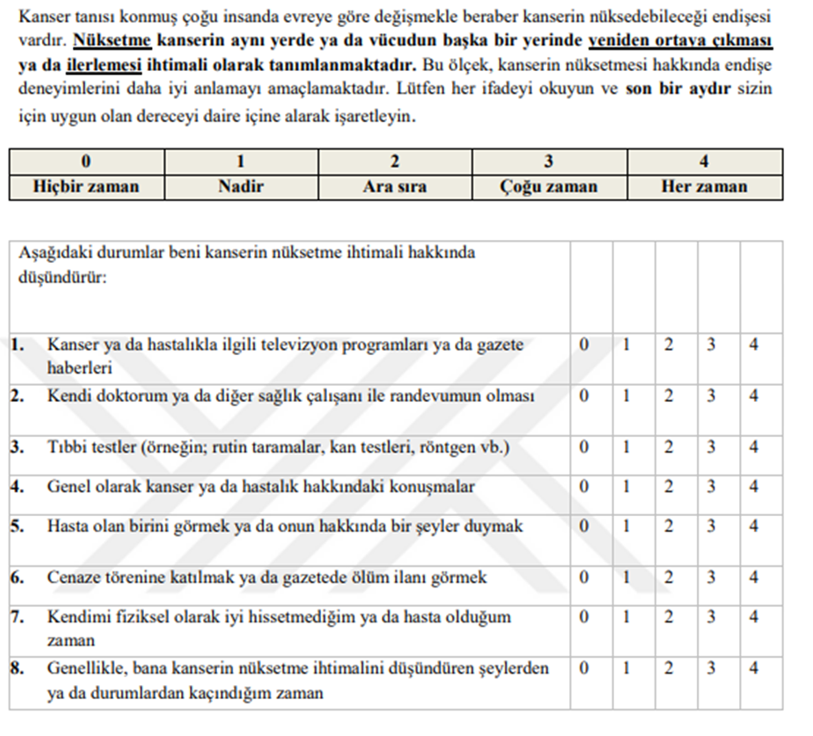 Kanser tanısı konmuş çoğu insanda evreye göre değişmekle beraber kanserin nüksedebileceği endişesi
vardır. Nüksetme kanserin aynı yerde ya da vücudun başka bir yerinde yeniden ortava çıkması
ya da ilerlemesi ihtimali olarak tanımlanmaktadır. Bu ölçek, kanserin nüksetmesi hakkında endişe
deneyimlerini daha iyi anlamayı amaçlamaktadır. Lütfen her ifadeyi okuyun ve son bir aydır sizin
için uygun olan dereceyi daire içine alarak işaretleyin.
0 1 2 3 4
Hiçbir zaman Nadir Ara sıra Çoğu zaman Her zaman
Aşağıdaki durumlar beni kanserin nüksetme ihtimali hakkında
düşündürür:
1. Kanser ya da hastalıkla ilgili televizyon programları ya da gazete 0 1 2 3 4
haberleri
2. Kendi doktorum ya da diğer sağlık çalışanı ile randevumun olması 0 1 2 3 4
3. Tıbbi testler (örneğin; rutin taramalar, kan testleri, röntgen vb.) 0 1 2 3 4
4. Genel olarak kanser ya da hastalık hakkındaki konuşmalar 0 1 2 3 4
5. Hasta olan birini görmek ya da onun hakkında bir şeyler duymak 0 1 2 3 4
6. Cenaze törenine katılmak ya da gazetede ölüm ilanı görmek 0 1 2 3 4
7. Kendimi fiziksel olarak iyi hissetmediğim ya da hasta olduğum 0 1 2 3 4
zaman
8. Genellikle, bana kanserin nüksetme ihtimalini düşündüren şeylerden 0 1 2 3 4
ya da durumlardan kaçındığım zaman